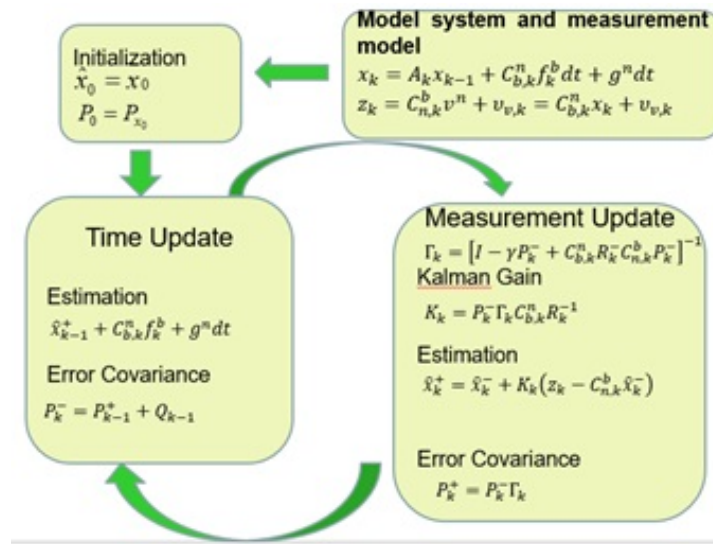 Model system and measurement
model
x_k = A_k x_{k-1} + C^n_{b,k} f^b_k dt + g^n dt
z_k = C^b_{n,k} v^n + υ_{v,k} = C^n_{b,k} x_k + υ_{v,k}
Initialization
x̂_0 = x_0
P_0 = P_{x_0}
Time Update
Estimation
x̂^+_{k-1} + C^n_{b,k} f^b_k + g^n dt
Error Covariance
P^-_k = P^+_{k-1} + Q_{k-1}
Measurement Update
Γ_k = [I − γP^-_k + C^n_{b,k} R^-_k C^b_{n,k} P^-_k]^{-1}
Kalman Gain
K_k = P^-_k Γ_k C^n_{b,k} R^{-1}_k
Estimation
x̂^+_k = x̂^-_k + K_k(z_k − C^b_{n,k} x̂^-_k)
Error Covariance
P^+_k = P^-_k Γ_k